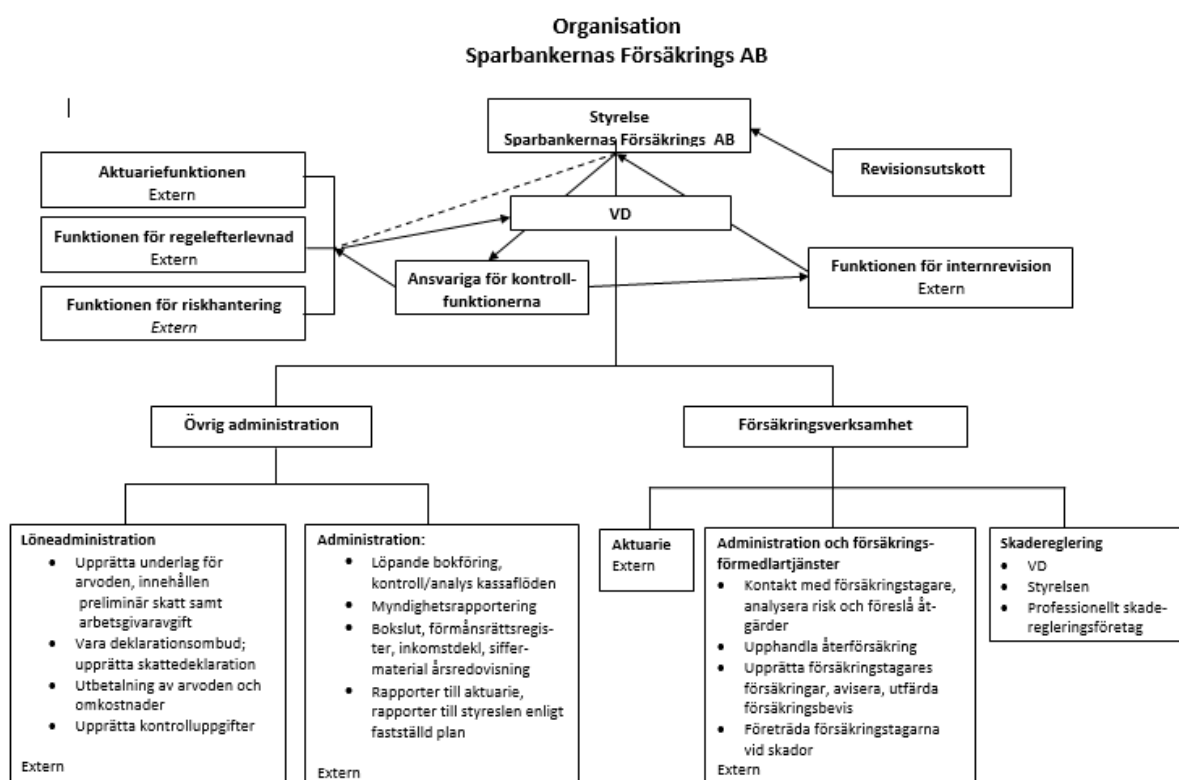 Organisation
Sparbankernas Försäkrings AB
Styrelse
Sparbankernas Försäkrings AB
Revisionsutskott
Aktuariefunktionen
Extern
VD
Funktionen för regelefterlevnad
Extern
Ansvariga för kontroll-
funktionerna
Funktionen för internrevision
Extern
Funktionen för riskhantering
Extern
Övrig administration
Försäkringsverksamhet
Löneadministration
• Upprätta underlag för
arvoden, innehållen
preliminär skatt samt
arbetsgivaravgift
• Vara deklarationsombud;
upprätta skattedeklaration
• Utbetalning av arvoden och
omkostnader
• Upprätta kontrolluppgifter
Extern
Administration:
• Löpande bokföring,
kontroll/analys kassaflöden
• Myndighetsrapportering
• Bokslut, förmånsrättsregis-
ter, inkomstdekl, siffer-
material årsredovisning
• Rapporter till aktuarie,
rapporter till styreslen enligt
fastställd plan
Extern
Aktuarie
Extern
Administration och försäkrings-
förmedlartjänster
• Kontakt med försäkringstagare,
analysera risk och föreslå åt-
gärder
• Upphandla återförsäkring
• Upprätta försäkringstagares
försäkringar, avisera, utfärda
försäkringsbevis
• Företräda försäkringstagarna
vid skador
Extern
Skadereglering
• VD
• Styrelsen
• Professionellt skade-
regleringsföretag